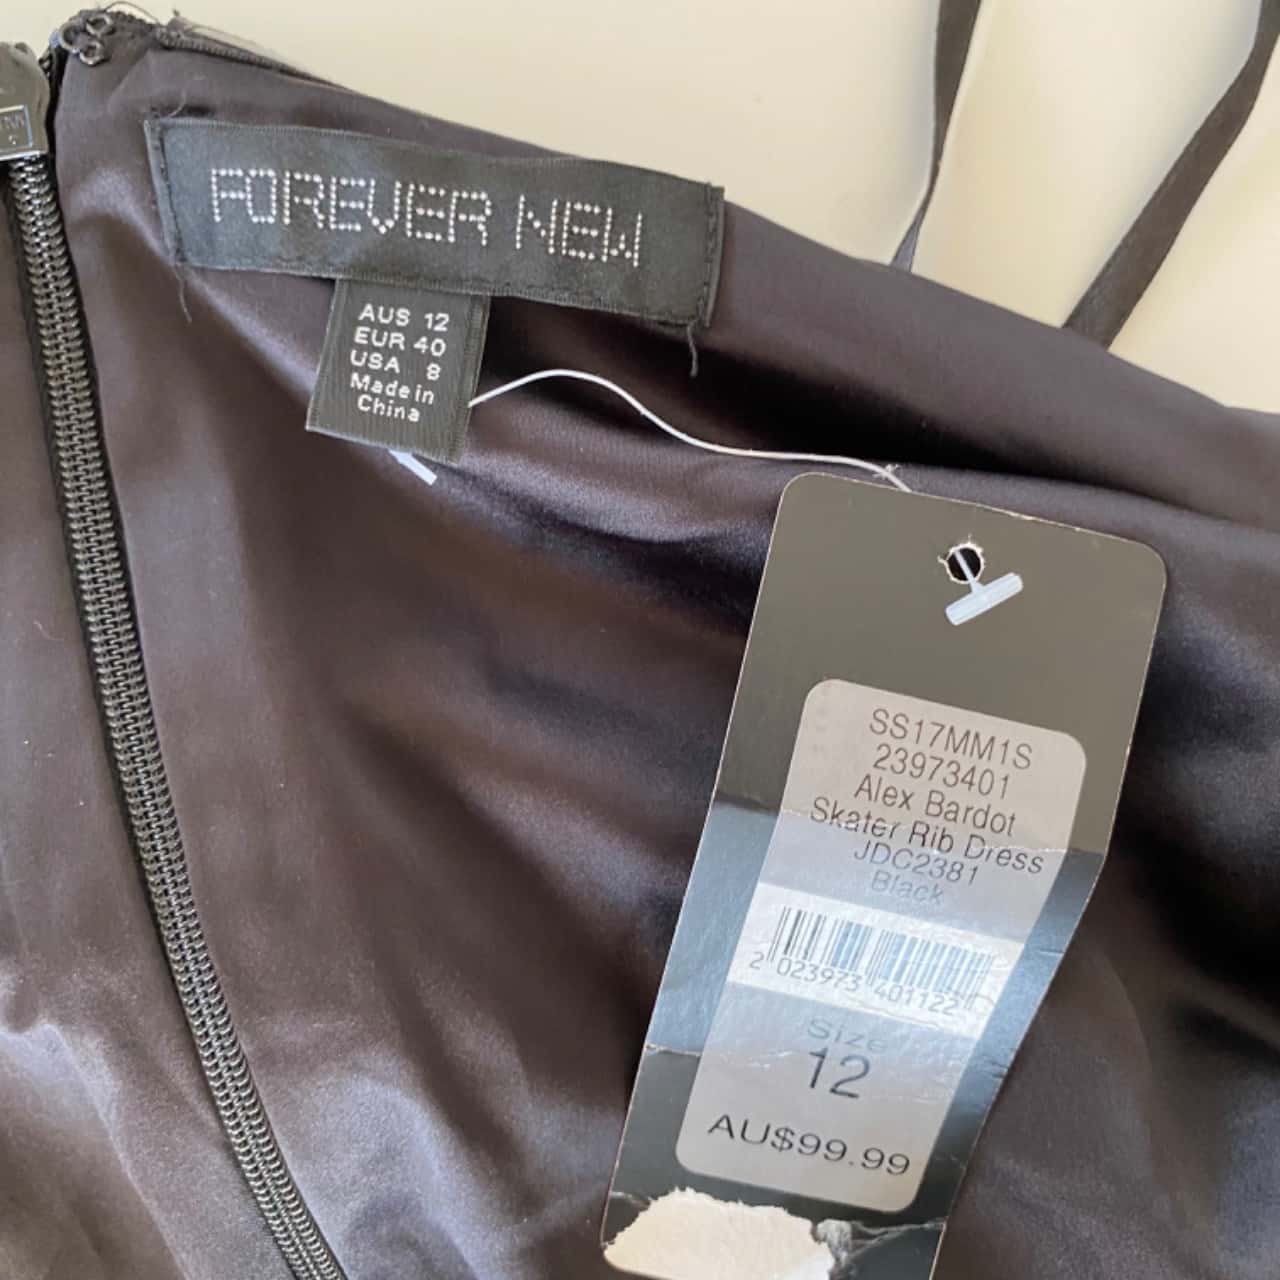 FOREVER NEW
AUS 12
EUR 40
USA 8
Made in
China
SS17MM1S
23973401
Alex Bardot
Skater Rib Dress
JDC2381
Black
2 023973 401122
Size
12
AU$99.99